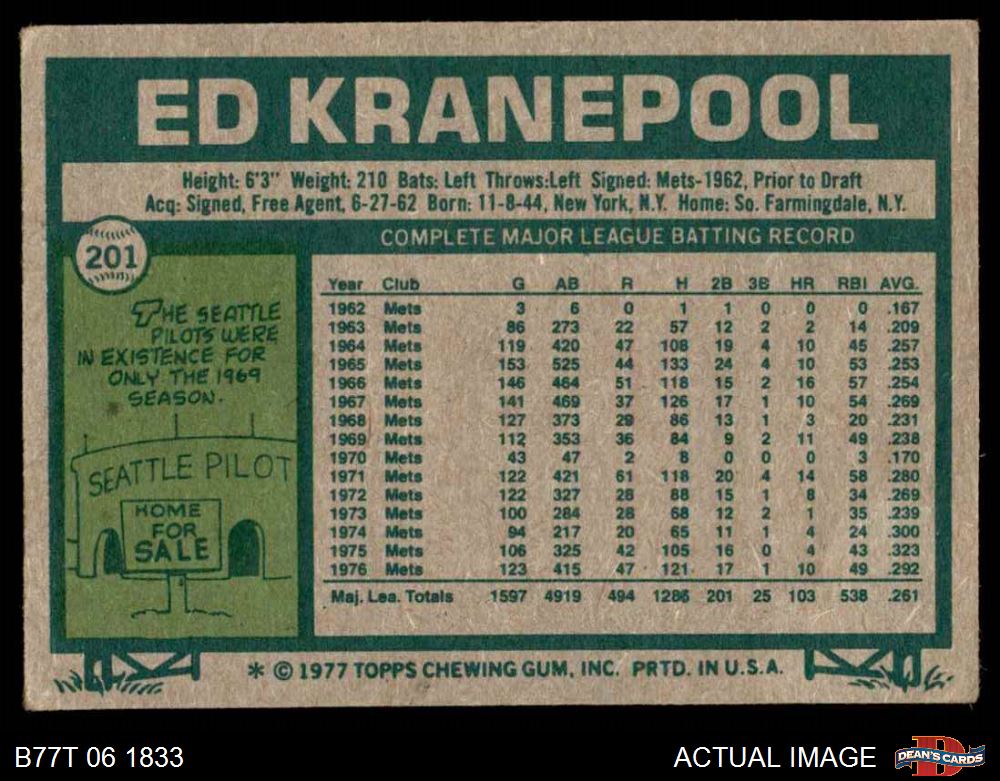 ED KRANEPOOL
Height: 6'3" Weight: 210 Bats: Left Throws:Left Signed: Mets-1962, Prior to Draft
Acq: Signed, Free Agent, 6-27-62 Born: 11-8-44, New York, N.Y. Home: So. Farmingdale, N.Y.
201
THE SEATTLE
PILOTS WERE
IN EXISTENCE FOR
ONLY THE 1969
SEASON.
SEATTLE PILOT
HOME
FOR
SALE
COMPLETE MAJOR LEAGUE BATTING RECORD
Year Club G AB R H 2B 3B HR RBI AVG.
1962 Mets 3 6 0 1 1 0 0 0 .167
1963 Mets 86 273 22 57 12 2 2 14 .209
1964 Mets 119 420 47 108 19 4 10 45 .257
1965 Mets 153 525 44 133 24 4 10 53 .253
1966 Mets 146 464 51 118 15 2 16 57 .254
1967 Mets 141 469 37 126 17 1 10 54 .269
1968 Mets 127 373 29 86 13 1 3 20 .231
1969 Mets 112 353 36 84 9 2 11 49 .238
1970 Mets 43 47 2 8 0 0 0 3 .170
1971 Mets 122 421 61 118 20 4 14 58 .280
1972 Mets 122 327 28 88 15 1 8 34 .269
1973 Mets 100 284 28 68 12 2 1 35 .239
1974 Mets 94 217 20 65 11 1 4 24 .300
1975 Mets 106 325 42 105 16 0 4 43 .323
1976 Mets 123 415 47 121 17 1 10 49 .292
Maj. Lea. Totals 1597 4919 494 1286 201 25 103 538 .261
* © 1977 TOPPS CHEWING GUM, INC. PRTD. IN U.S.A.
B77T 06 1833
ACTUAL IMAGE
D
DEAN'S CARDS